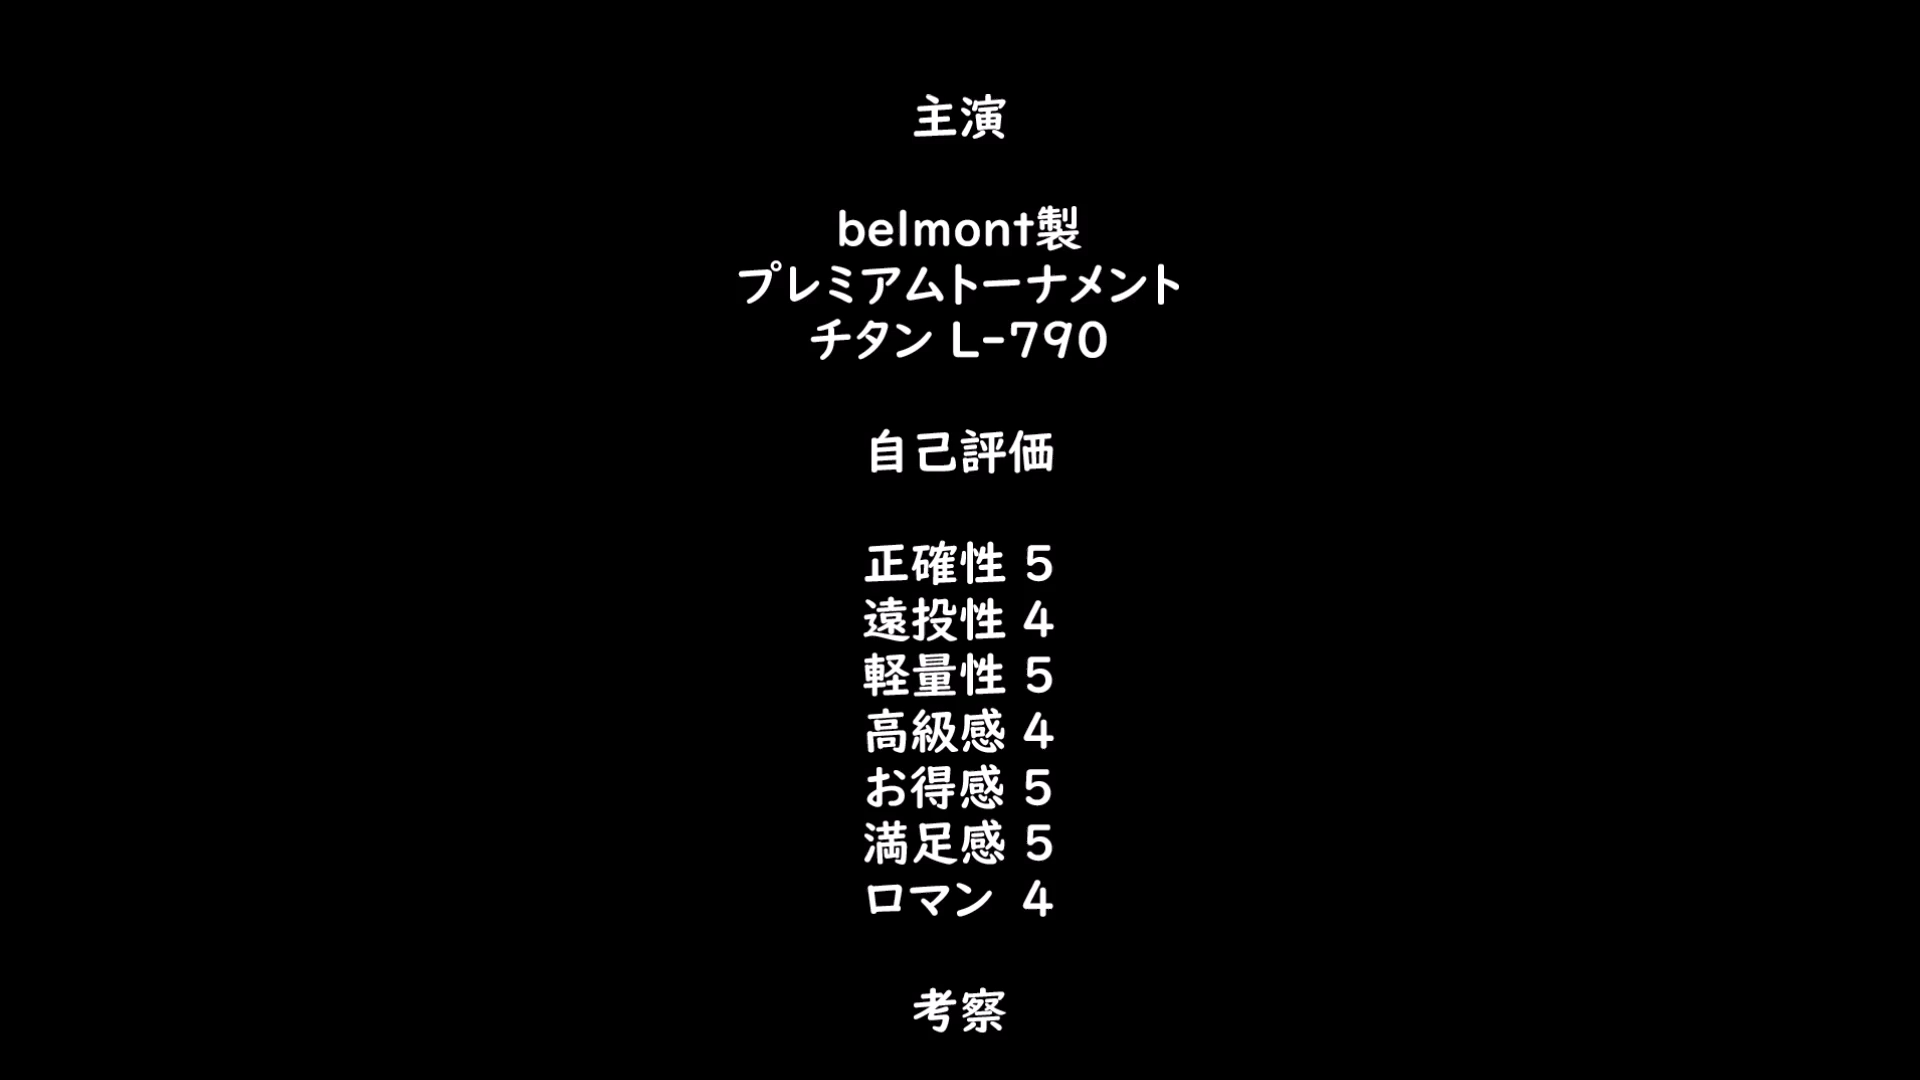 主演
belmont製
プレミアムトーナメント
チタン L-790
自己評価
正確性 5
遠投性 4
軽量性 5
高級感 4
お得感 5
満足感 5
ロマン 4
考察